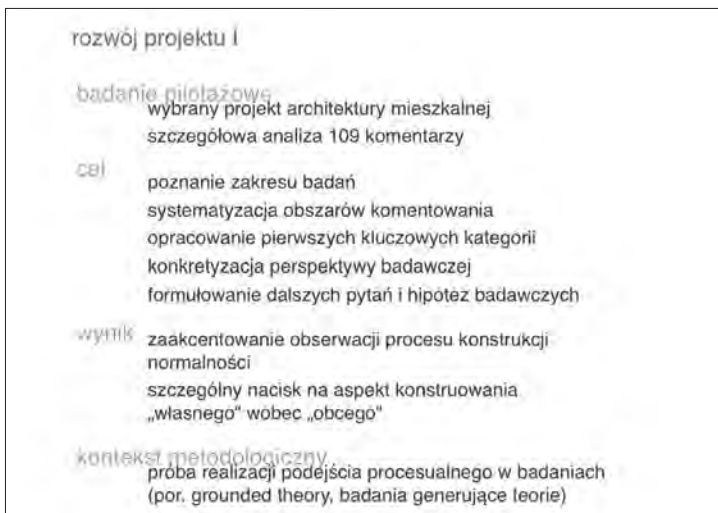 rozwój projektu I
badanie pilotażowe
wybrany projekt architektury mieszkalnej
szczegółowa analiza 109 komentarzy
cel
poznanie zakresu badań
systematyzacja obszarów komentowania
opracowanie pierwszych kluczowych kategorii
konkretyzacja perspektywy badawczej
formułowanie dalszych pytań i hipotez badawczych
wynik
zaakcentowanie obserwacji procesu konstrukcji
normalności
szczególny nacisk na aspekt konstruowania
„własnego“ wobec „obcego“
kontekst metodologiczny
próba realizacji podejścia procesualnego w badaniach
(por. grounded theory, badania generujące teorie)